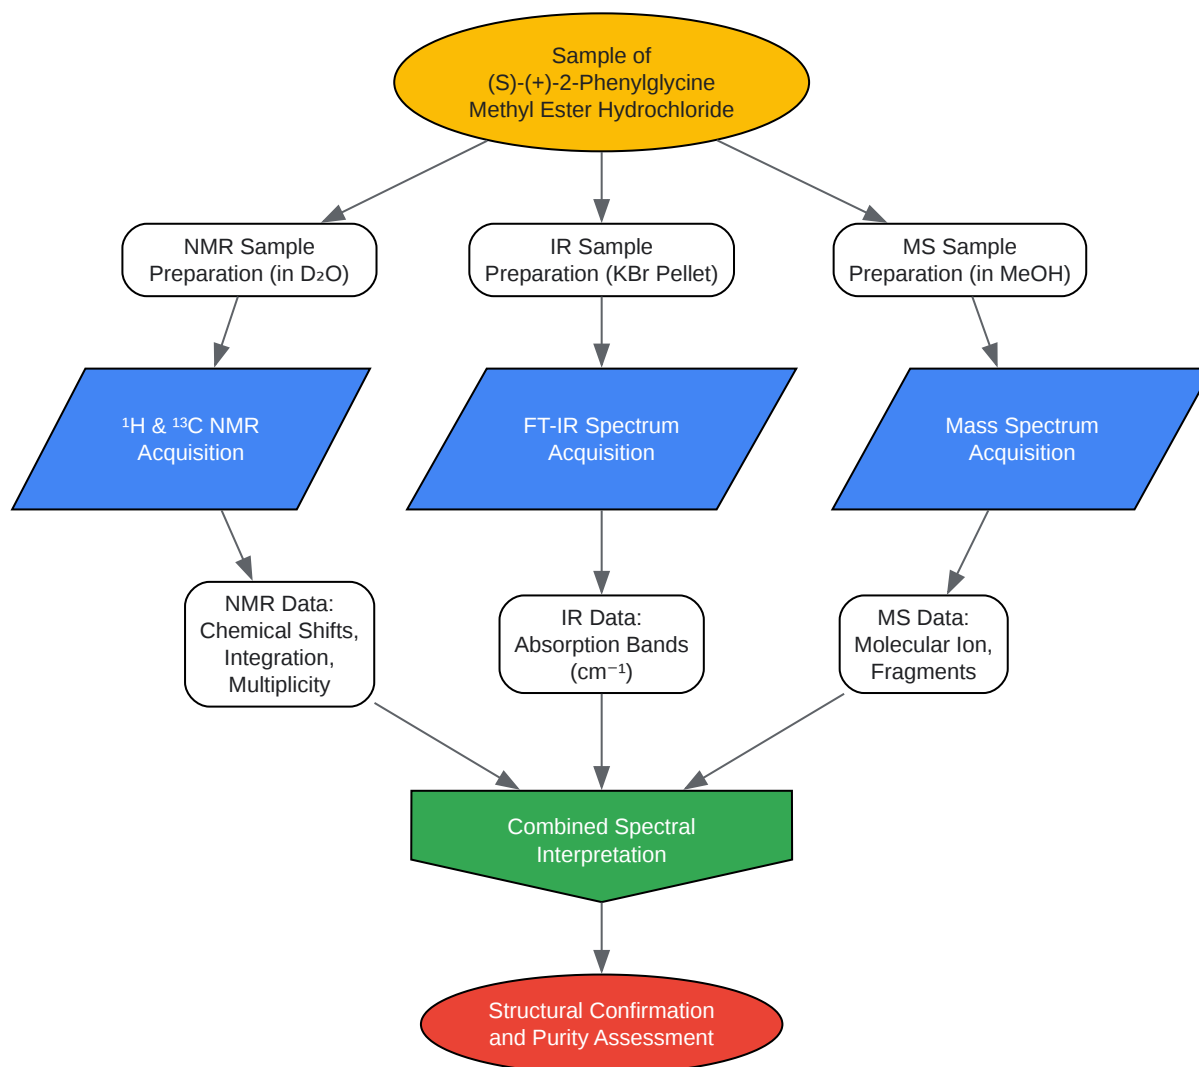 Sample of
(S)-(+)-2-Phenylglycine
Methyl Ester Hydrochloride
NMR Sample
Preparation (in D₂O)
IR Sample
Preparation (KBr Pellet)
MS Sample
Preparation (in MeOH)
¹H & ¹³C NMR
Acquisition
FT-IR Spectrum
Acquisition
Mass Spectrum
Acquisition
NMR Data:
Chemical Shifts,
Integration,
Multiplicity
IR Data:
Absorption Bands
(cm⁻¹)
MS Data:
Molecular Ion,
Fragments
Combined Spectral
Interpretation
Structural Confirmation
and Purity Assessment